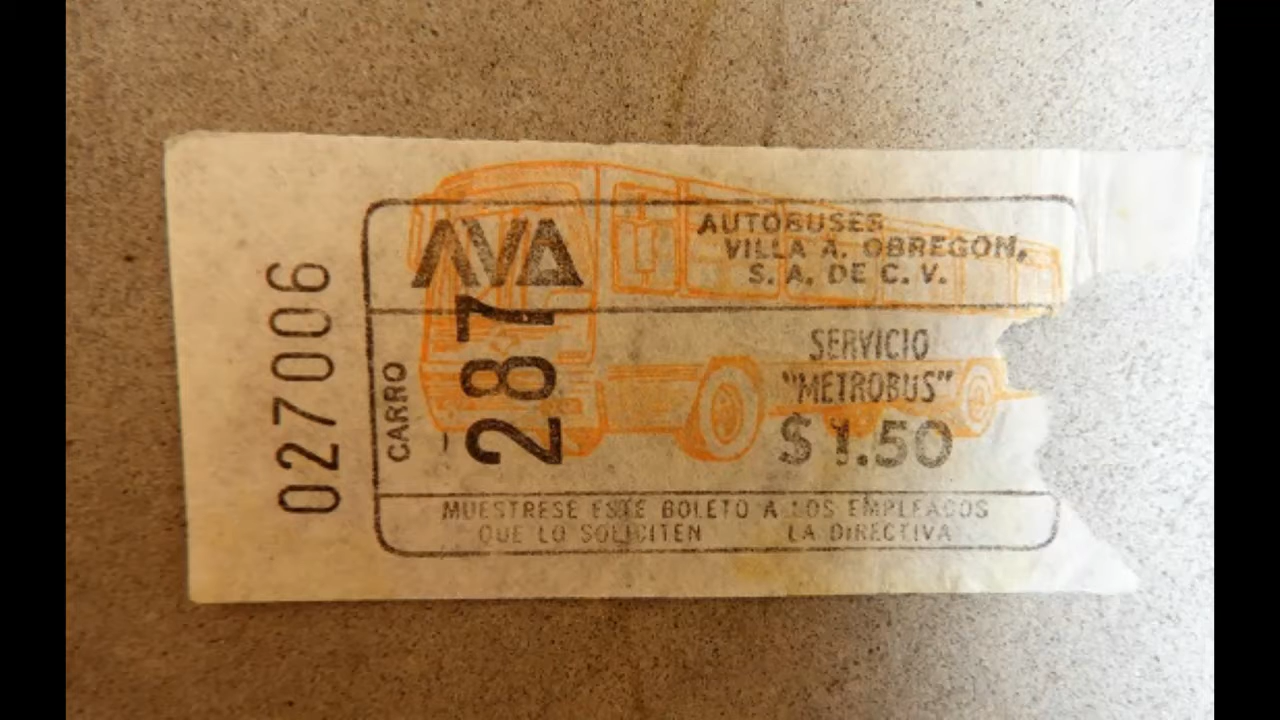 027006
AVA
AUTOBUSES
VILLA A. OBREGON,
S. A. DE C. V.
CARRO
287
SERVICIO
"METROBUS"
$1.50
MUESTRESE ESTE BOLETO A LOS EMPLEADOS
QUE LO SOLICITEN LA DIRECTIVA